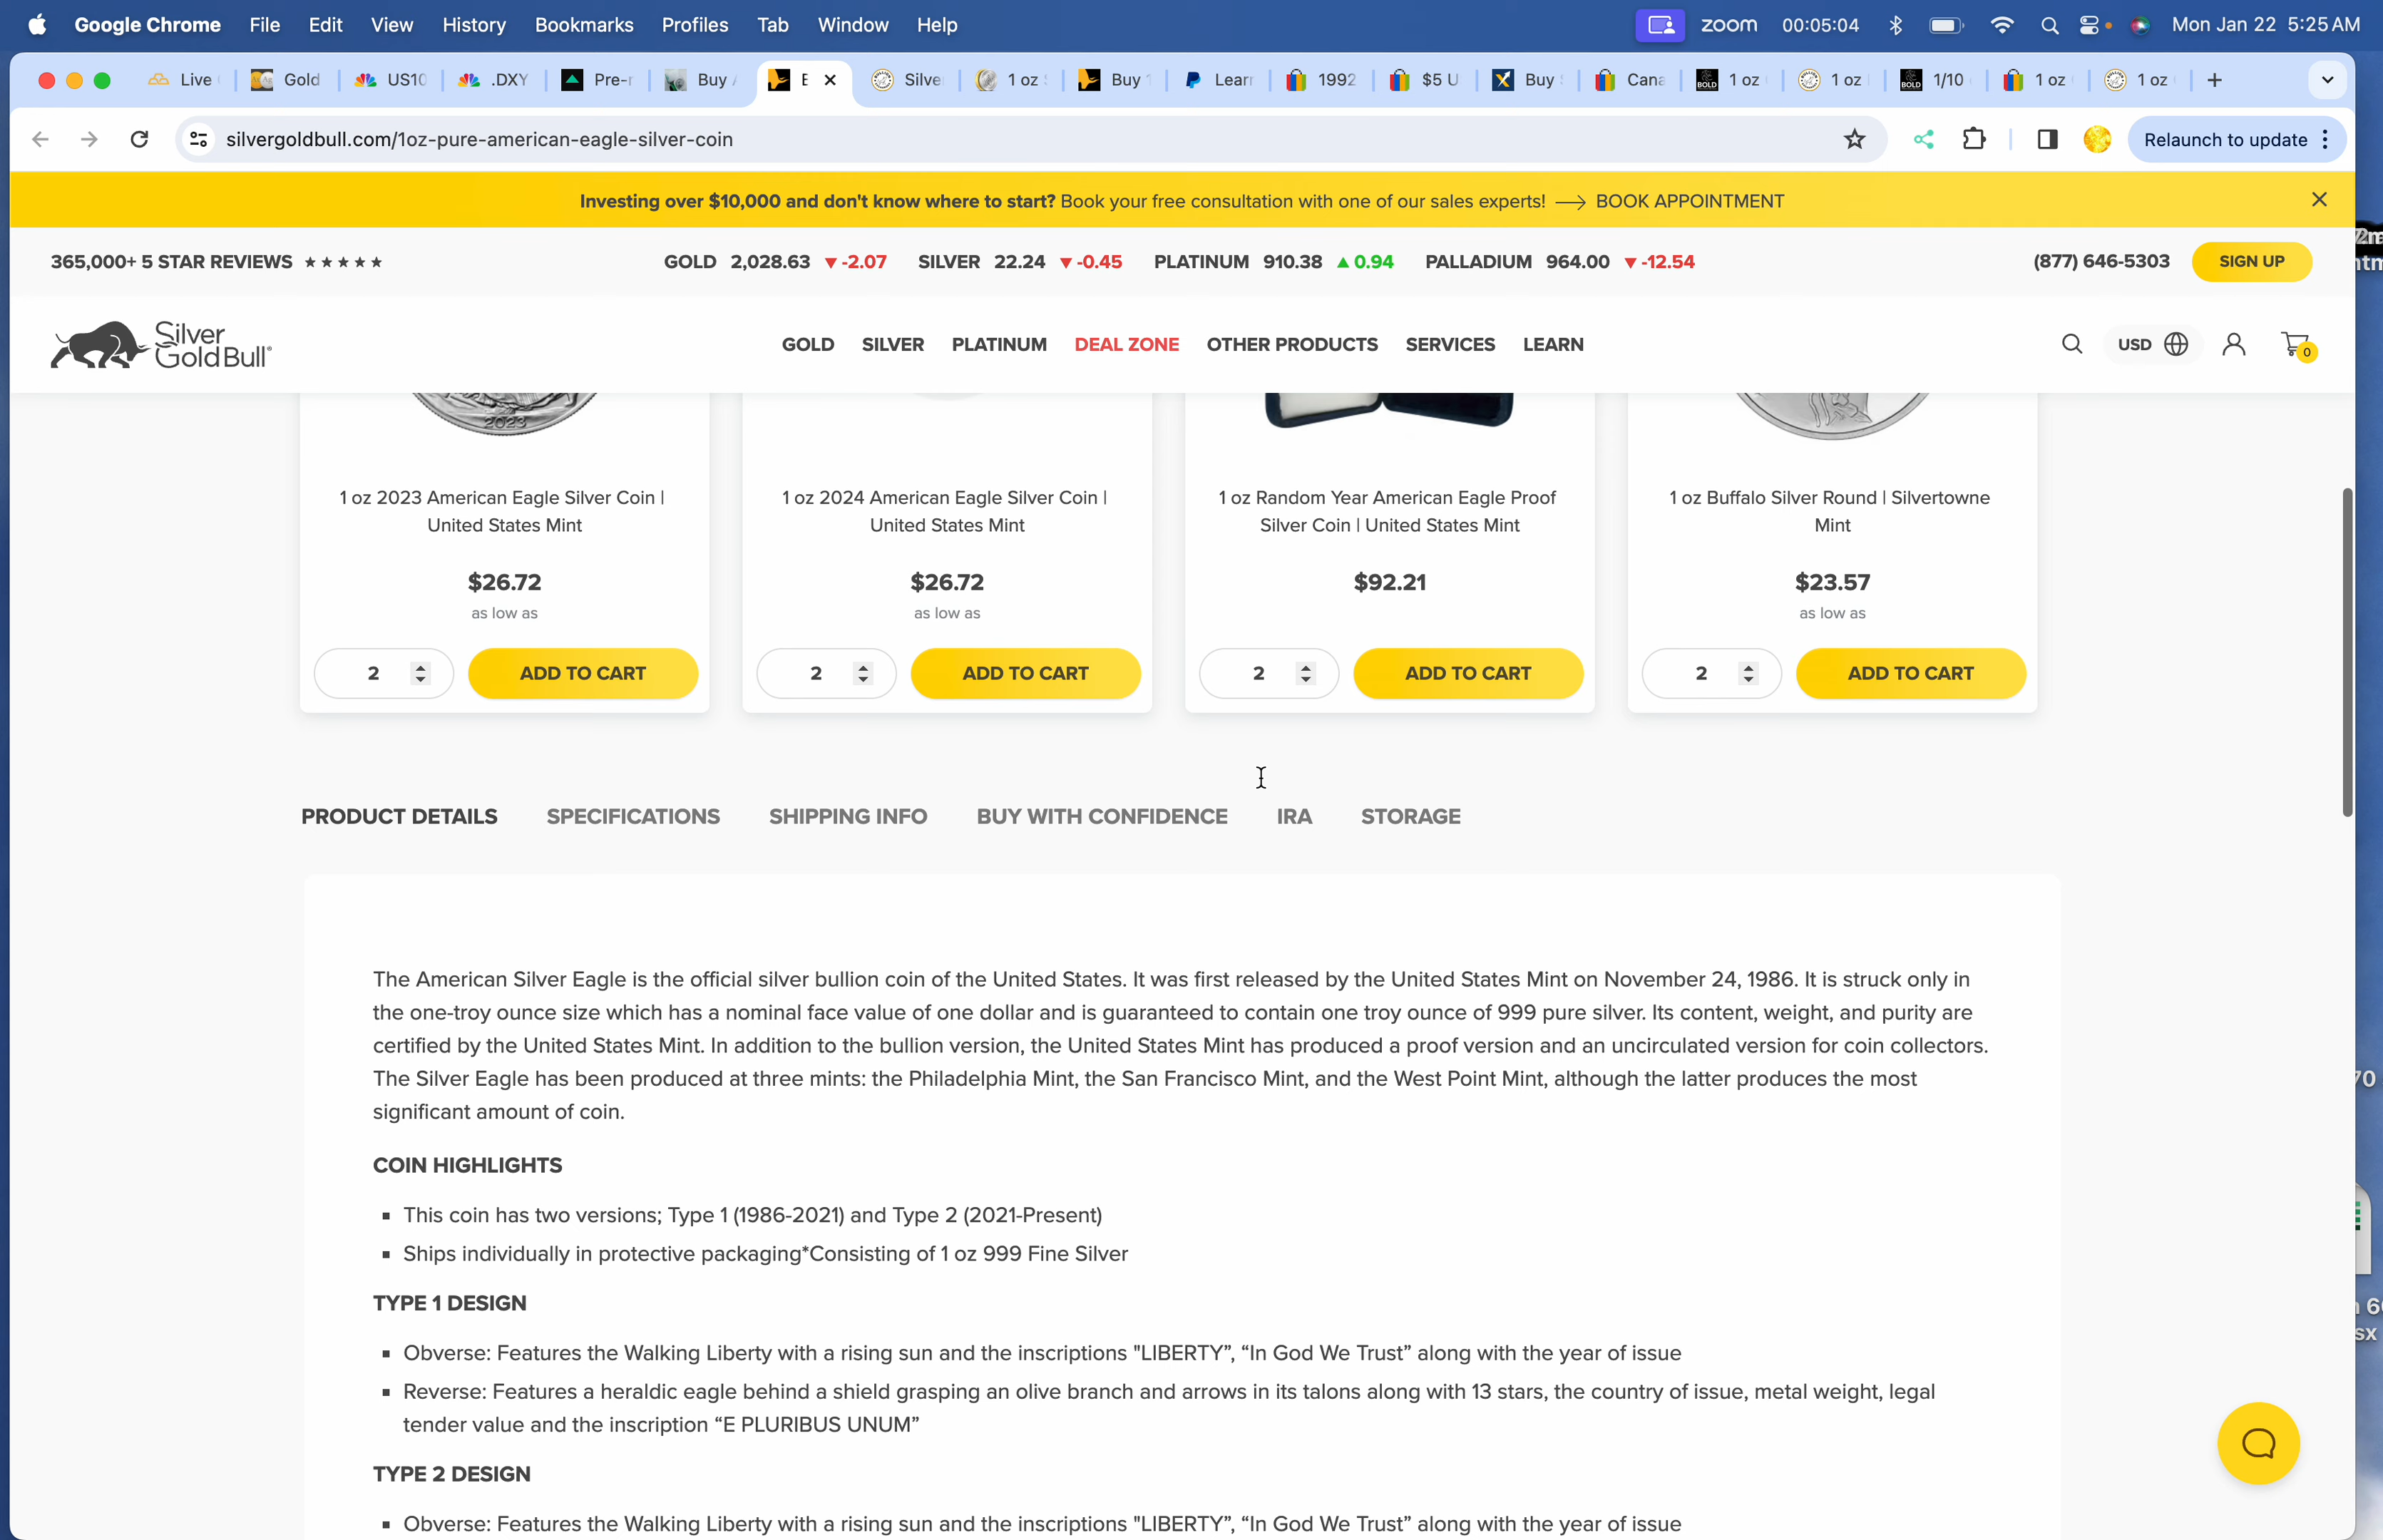 Google Chrome File Edit View History Bookmarks Profiles Tab Window Help zoom 00:05:04 Mon Jan 22 5:25 AM
Live Gold US10 .DXY Pre-r Buy Silve 1 oz Buy Lear 1992 $5 U Buy Cana 1 oz 1 oz 1/10 1 oz 1 oz
silvergoldbull.com/1oz-pure-american-eagle-silver-coin Relaunch to update
Investing over $10,000 and don't know where to start? Book your free consultation with one of our sales experts! → BOOK APPOINTMENT
365,000+ 5 STAR REVIEWS ★★★★★ GOLD 2,028.63 ▼ -2.07 SILVER 22.24 ▼ -0.45 PLATINUM 910.38 ▲ 0.94 PALLADIUM 964.00 ▼ -12.54 (877) 646-5303 SIGN UP
Silver
Gold Bull®
GOLD SILVER PLATINUM DEAL ZONE OTHER PRODUCTS SERVICES LEARN USD 0
2023
1 oz 2023 American Eagle Silver Coin |
United States Mint
$26.72
as low as
2 ADD TO CART
1 oz 2024 American Eagle Silver Coin |
United States Mint
$26.72
as low as
2 ADD TO CART
1 oz Random Year American Eagle Proof
Silver Coin | United States Mint
$92.21
2 ADD TO CART
1 oz Buffalo Silver Round | Silvertowne
Mint
$23.57
as low as
2 ADD TO CART
PRODUCT DETAILS SPECIFICATIONS SHIPPING INFO BUY WITH CONFIDENCE IRA STORAGE
The American Silver Eagle is the official silver bullion coin of the United States. It was first released by the United States Mint on November 24, 1986. It is struck only in
the one-troy ounce size which has a nominal face value of one dollar and is guaranteed to contain one troy ounce of 999 pure silver. Its content, weight, and purity are
certified by the United States Mint. In addition to the bullion version, the United States Mint has produced a proof version and an uncirculated version for coin collectors.
The Silver Eagle has been produced at three mints: the Philadelphia Mint, the San Francisco Mint, and the West Point Mint, although the latter produces the most
significant amount of coin.
COIN HIGHLIGHTS
▪ This coin has two versions; Type 1 (1986-2021) and Type 2 (2021-Present)
▪ Ships individually in protective packaging*Consisting of 1 oz 999 Fine Silver
TYPE 1 DESIGN
▪ Obverse: Features the Walking Liberty with a rising sun and the inscriptions "LIBERTY”, “In God We Trust” along with the year of issue
▪ Reverse: Features a heraldic eagle behind a shield grasping an olive branch and arrows in its talons along with 13 stars, the country of issue, metal weight, legal
tender value and the inscription “E PLURIBUS UNUM”
TYPE 2 DESIGN
▪ Obverse: Features the Walking Liberty with a rising sun and the inscriptions "LIBERTY”, “In God We Trust” along with the year of issue